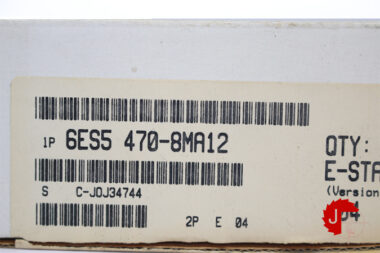 1P 6ES5 470-8MA12
QTY:
S C-JOJ34744
E-STA
(Version
2P E 04
04